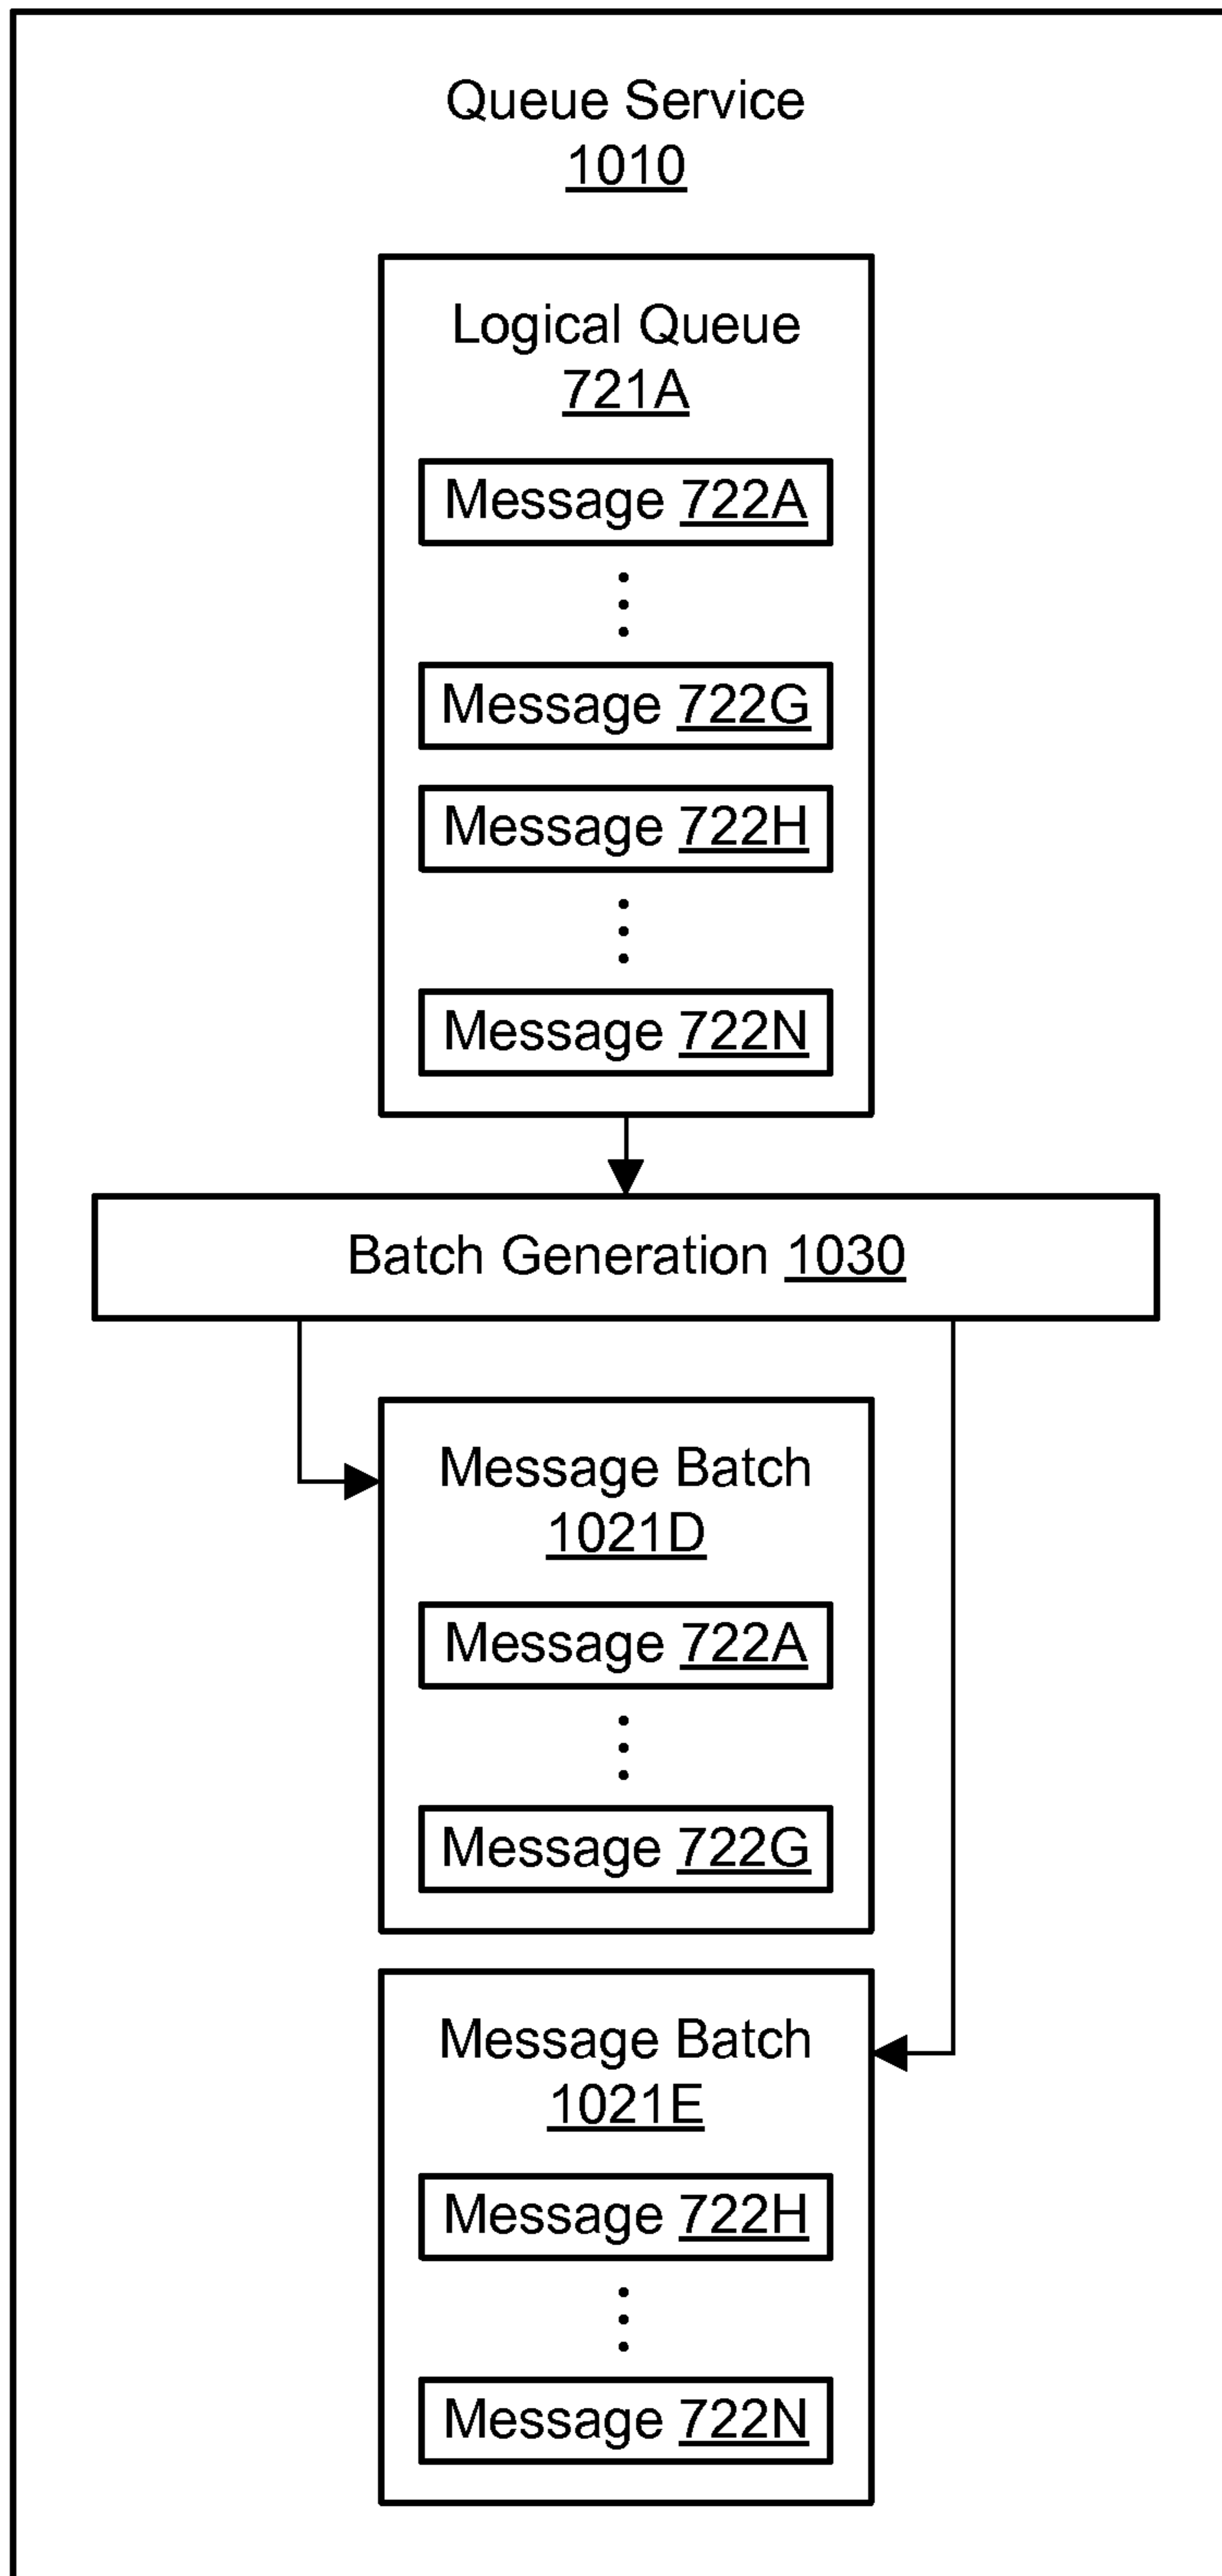 Queue Service
1010
Logical Queue
721A
Message 722A
Message 722G
Message 722H
Message 722N
Batch Generation 1030
Message Batch
1021D
Message 722A
Message 722G
Message Batch
1021E
Message 722H
Message 722N